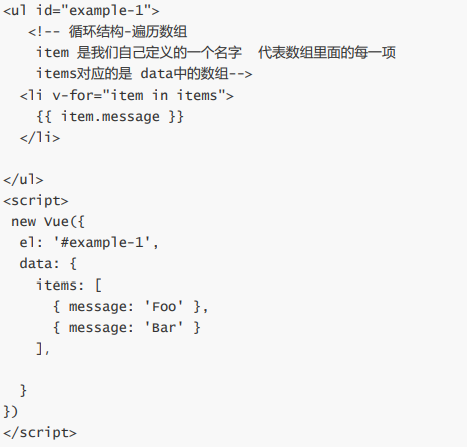 <ul id="example-1">
   <!-- 循环结构-遍历数组
    item 是我们自己定义的一个名字  代表数组里面的每一项
    items对应的是 data中的数组-->
  <li v-for="item in items">
    {{ item.message }}
  </li>

</ul>
<script>
 new Vue({
  el: '#example-1',
  data: {
    items: [
      { message: 'Foo' },
      { message: 'Bar' }
    ],

  }
})
</script>